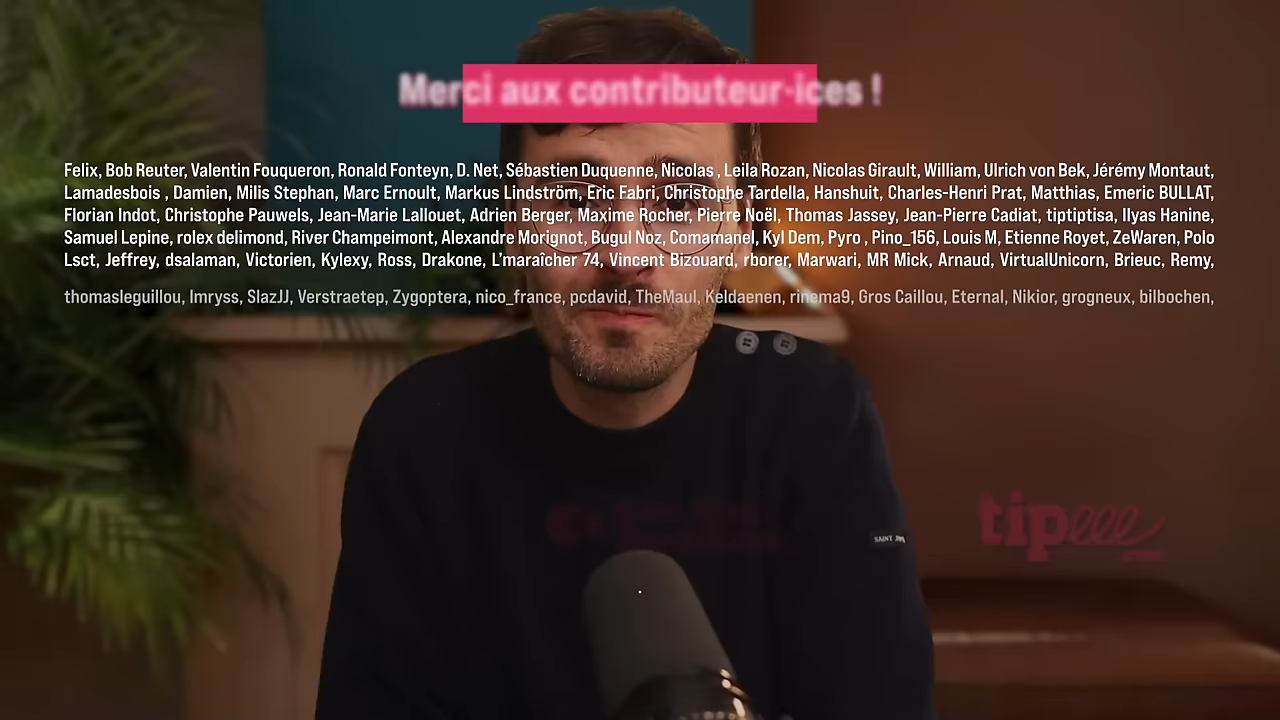 Merci aux contributeur·ices !
Felix, Bob Reuter, Valentin Fouqueron, Ronald Fonteyn, D. Net, Sébastien Duquenne, Nicolas , Leila Rozan, Nicolas Girault, William, Ulrich von Bek, Jérémy Montaut,
Lamadesbois , Damien, Milis Stephan, Marc Ernoult, Markus Lindström, Eric Fabri, Christophe Tardella, Hanshuit, Charles-Henri Prat, Matthias, Emeric BULLAT,
Florian Indot, Christophe Pauwels, Jean-Marie Lallouet, Adrien Berger, Maxime Rocher, Pierre Noël, Thomas Jassey, Jean-Pierre Cadiat, tiptiptisa, Ilyas Hanine,
Samuel Lepine, rolex delimond, River Champeimont, Alexandre Morignot, Bugul Noz, Comamanel, Kyl Dem, Pyro , Pino_156, Louis M, Etienne Royet, ZeWaren, Polo
Lsct, Jeffrey, dsalaman, Victorien, Kylexy, Ross, Drakone, L'maraîcher 74, Vincent Bizouard, rborer, Marwari, MR Mick, Arnaud, VirtualUnicorn, Brieuc, Remy,
thomasleguillou, Imryss, SlazJJ, Verstraetep, Zygoptera, nico_france, pcdavid, TheMaul, Keldaenen, rinema9, Gros Caillou, Eternal, Nikior, grogneux, bilbochen,
tipeee
SAINT